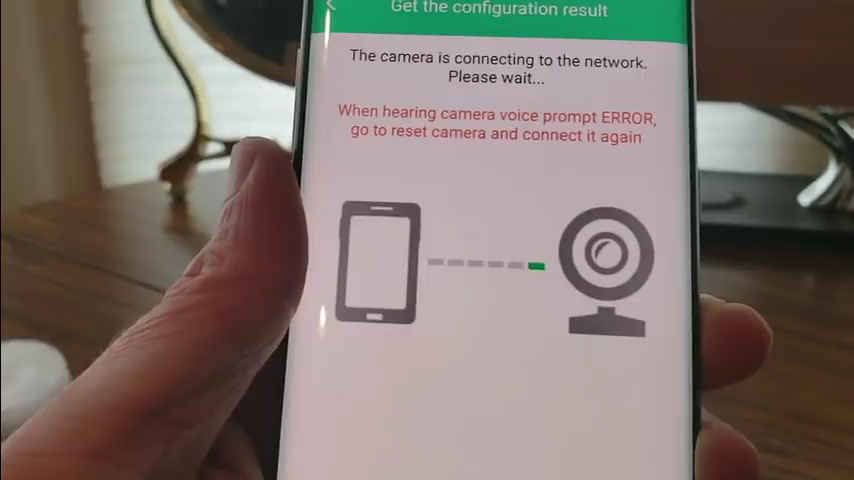 Get the configuration result
The camera is connecting to the network.
Please wait...
When hearing camera voice prompt ERROR,
go to reset camera and connect it again